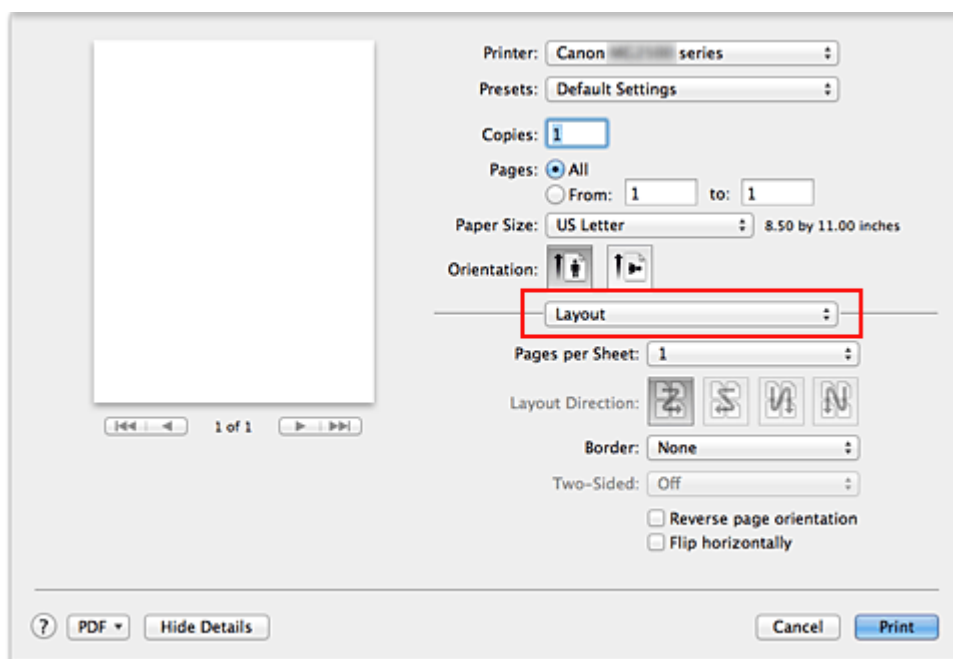 Printer: Canon series
Presets: Default Settings
Copies: 1
Pages: All
From: 1 to: 1
Paper Size: US Letter 8.50 by 11.00 inches
Orientation:
Layout
Pages per Sheet: 1
Layout Direction:
1 of 1
Border: None
Two-Sided: Off
Reverse page orientation
Flip horizontally
? PDF Hide Details Cancel Print